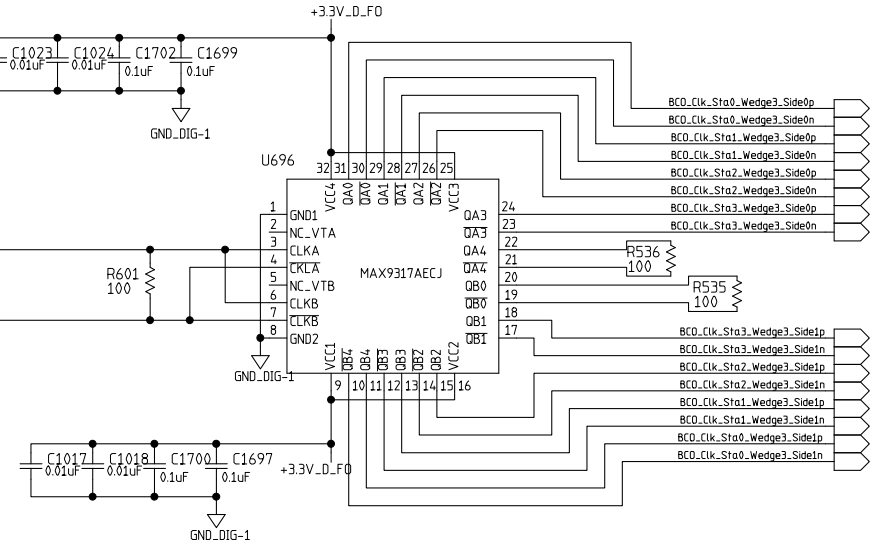 +3.3V_D_FO
C1023 C1024 C1702 C1699
0.01uF 0.01uF 0.1uF 0.1uF
GND_DIG-1
BCO_Clk_Sta0_Wedge3_Side0p
BCO_Clk_Sta0_Wedge3_Side0n
BCO_Clk_Sta1_Wedge3_Side0p
BCO_Clk_Sta1_Wedge3_Side0n
BCO_Clk_Sta2_Wedge3_Side0p
BCO_Clk_Sta2_Wedge3_Side0n
BCO_Clk_Sta3_Wedge3_Side0p
BCO_Clk_Sta3_Wedge3_Side0n
U696
32 31 30 29 28 27 26 25
VCC4 QA0 QA0 QA1 QA1 QA2 QA2 VCC3
1 GND1 QA3 24
2 NC_VTA QA3 23
3 CLKA QA4 22
4 CKLA QA4 21
5 NC_VTB QB0 20
6 CLKB QB0 19
7 CLKB QB1 18
8 GND2 QB1 17
MAX9317AECJ
R601
100
R536
100
R535
100
VCC1 QB4 QB4 QB3 QB3 QB2 QB2 VCC2
9 10 11 12 13 14 15 16
GND_DIG-1
BCO_Clk_Sta3_Wedge3_Side1p
BCO_Clk_Sta3_Wedge3_Side1n
BCO_Clk_Sta2_Wedge3_Side1p
BCO_Clk_Sta2_Wedge3_Side1n
BCO_Clk_Sta1_Wedge3_Side1p
BCO_Clk_Sta1_Wedge3_Side1n
BCO_Clk_Sta0_Wedge3_Side1p
BCO_Clk_Sta0_Wedge3_Side1n
C1017 C1018 C1700 C1697
0.01uF 0.01uF 0.1uF 0.1uF
+3.3V_D_FO
GND_DIG-1